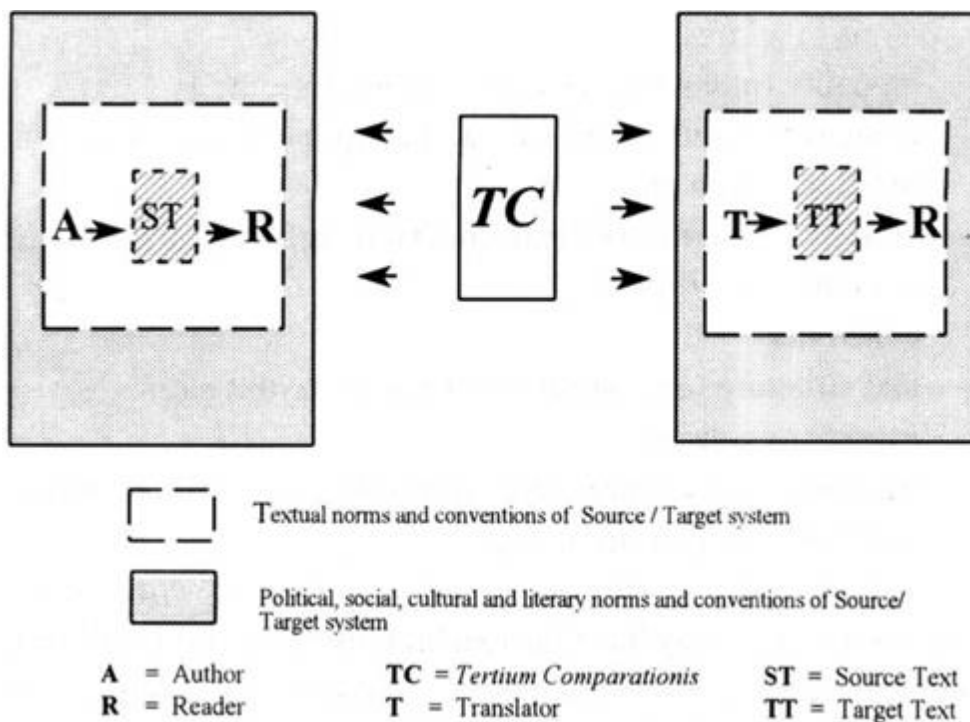 A ST R
TC
T TT R
Textual norms and conventions of Source / Target system
Political, social, cultural and literary norms and conventions of Source/
Target system
A = Author
TC = Tertium Comparationis
ST = Source Text
R = Reader
T = Translator
TT = Target Text